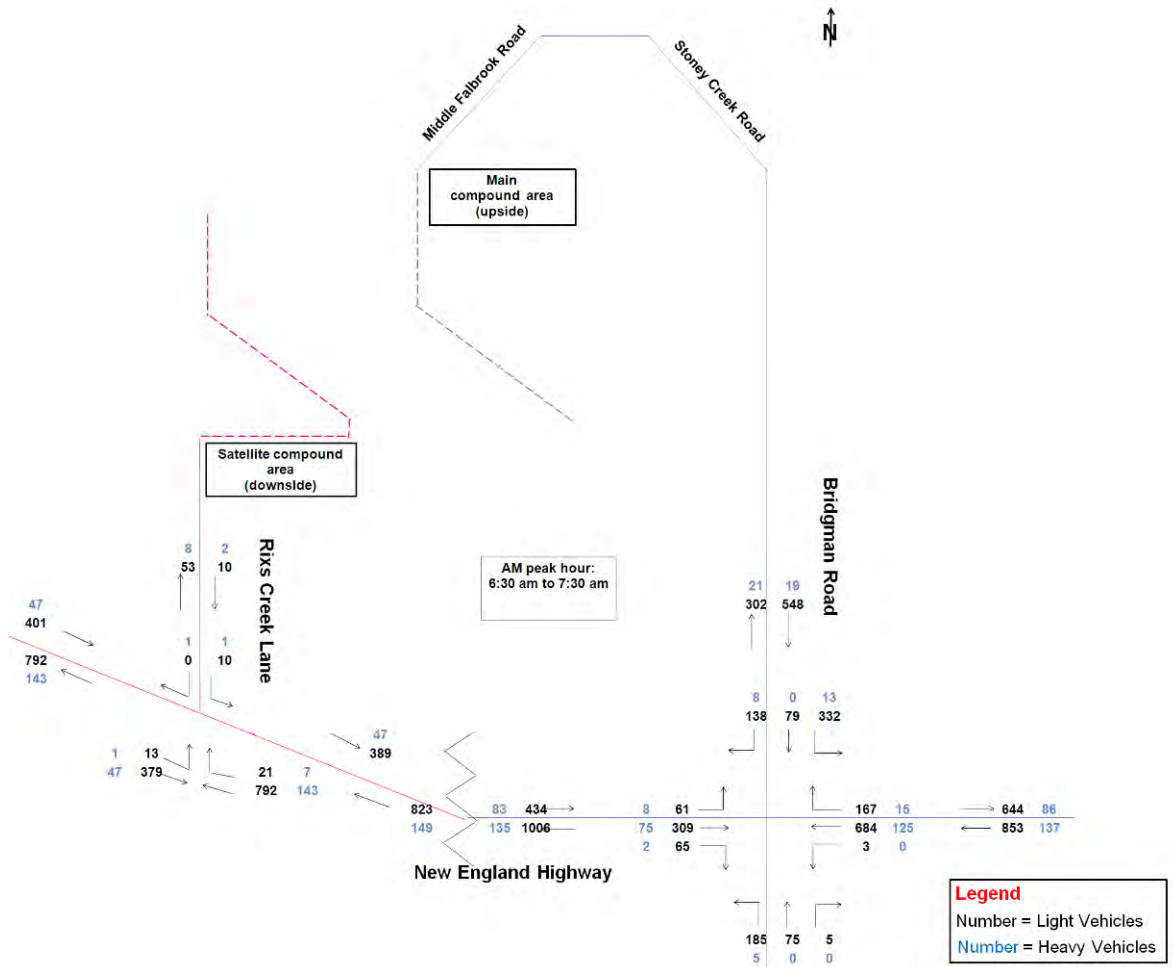 N
Middle Falbrook Road
Stoney Creek Road
Main
compound area
(upside)
Satellite compound
area
(downside)
Rixs Creek Lane
Bridgman Road
AM peak hour:
6:30 am to 7:30 am
8 2
53 10
47
401
792
143
1 1
0 10
21 19
302 548
8 0 13
138 79 332
47
389
1 13
47 379
21 7
792 143
823 83 434
149 135 1006
8 61
75 309
2 65
167 16
684 125
3 0
644 86
853 137
New England Highway
185 75 5
5 0 0
Legend
Number = Light Vehicles
Number = Heavy Vehicles